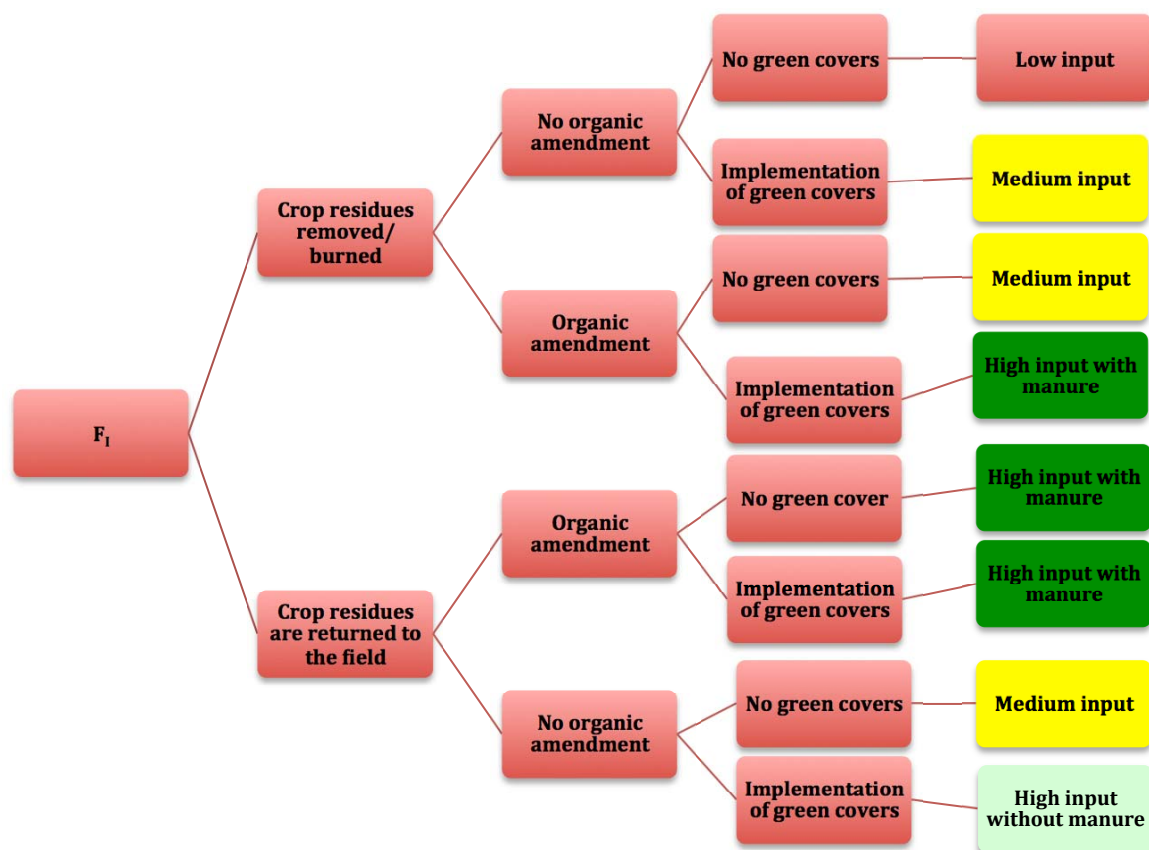 F_I
Crop residues
removed/
burned
Crop residues
are returned to
the field
No organic
amendment
Organic
amendment
Organic
amendment
No organic
amendment
No green covers
Implementation
of green covers
No green covers
Implementation
of green covers
No green cover
Implementation
of green covers
No green covers
Implementation
of green covers
Low input
Medium input
Medium input
High input with
manure
High input with
manure
High input with
manure
Medium input
High input
without manure